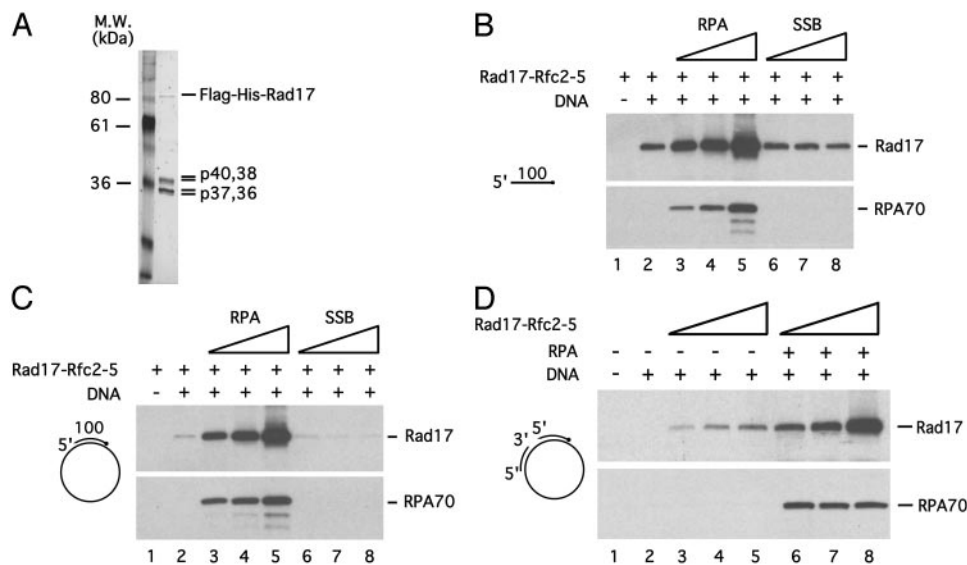 A
M.W.
(kDa)
80
61
36
Flag-His-Rad17
p40,38
p37,36
B
RPA SSB
Rad17-Rfc2-5 + + + + + + + +
DNA - + + + + + + +
5' 100
Rad17
RPA70
1 2 3 4 5 6 7 8
C
RPA SSB
Rad17-Rfc2-5 + + + + + + + +
DNA - + + + + + + +
100
5'
Rad17
RPA70
1 2 3 4 5 6 7 8
D
Rad17-Rfc2-5
RPA - - - - - + + +
DNA - + + + + + + +
5'
3'
5'
Rad17
RPA70
1 2 3 4 5 6 7 8